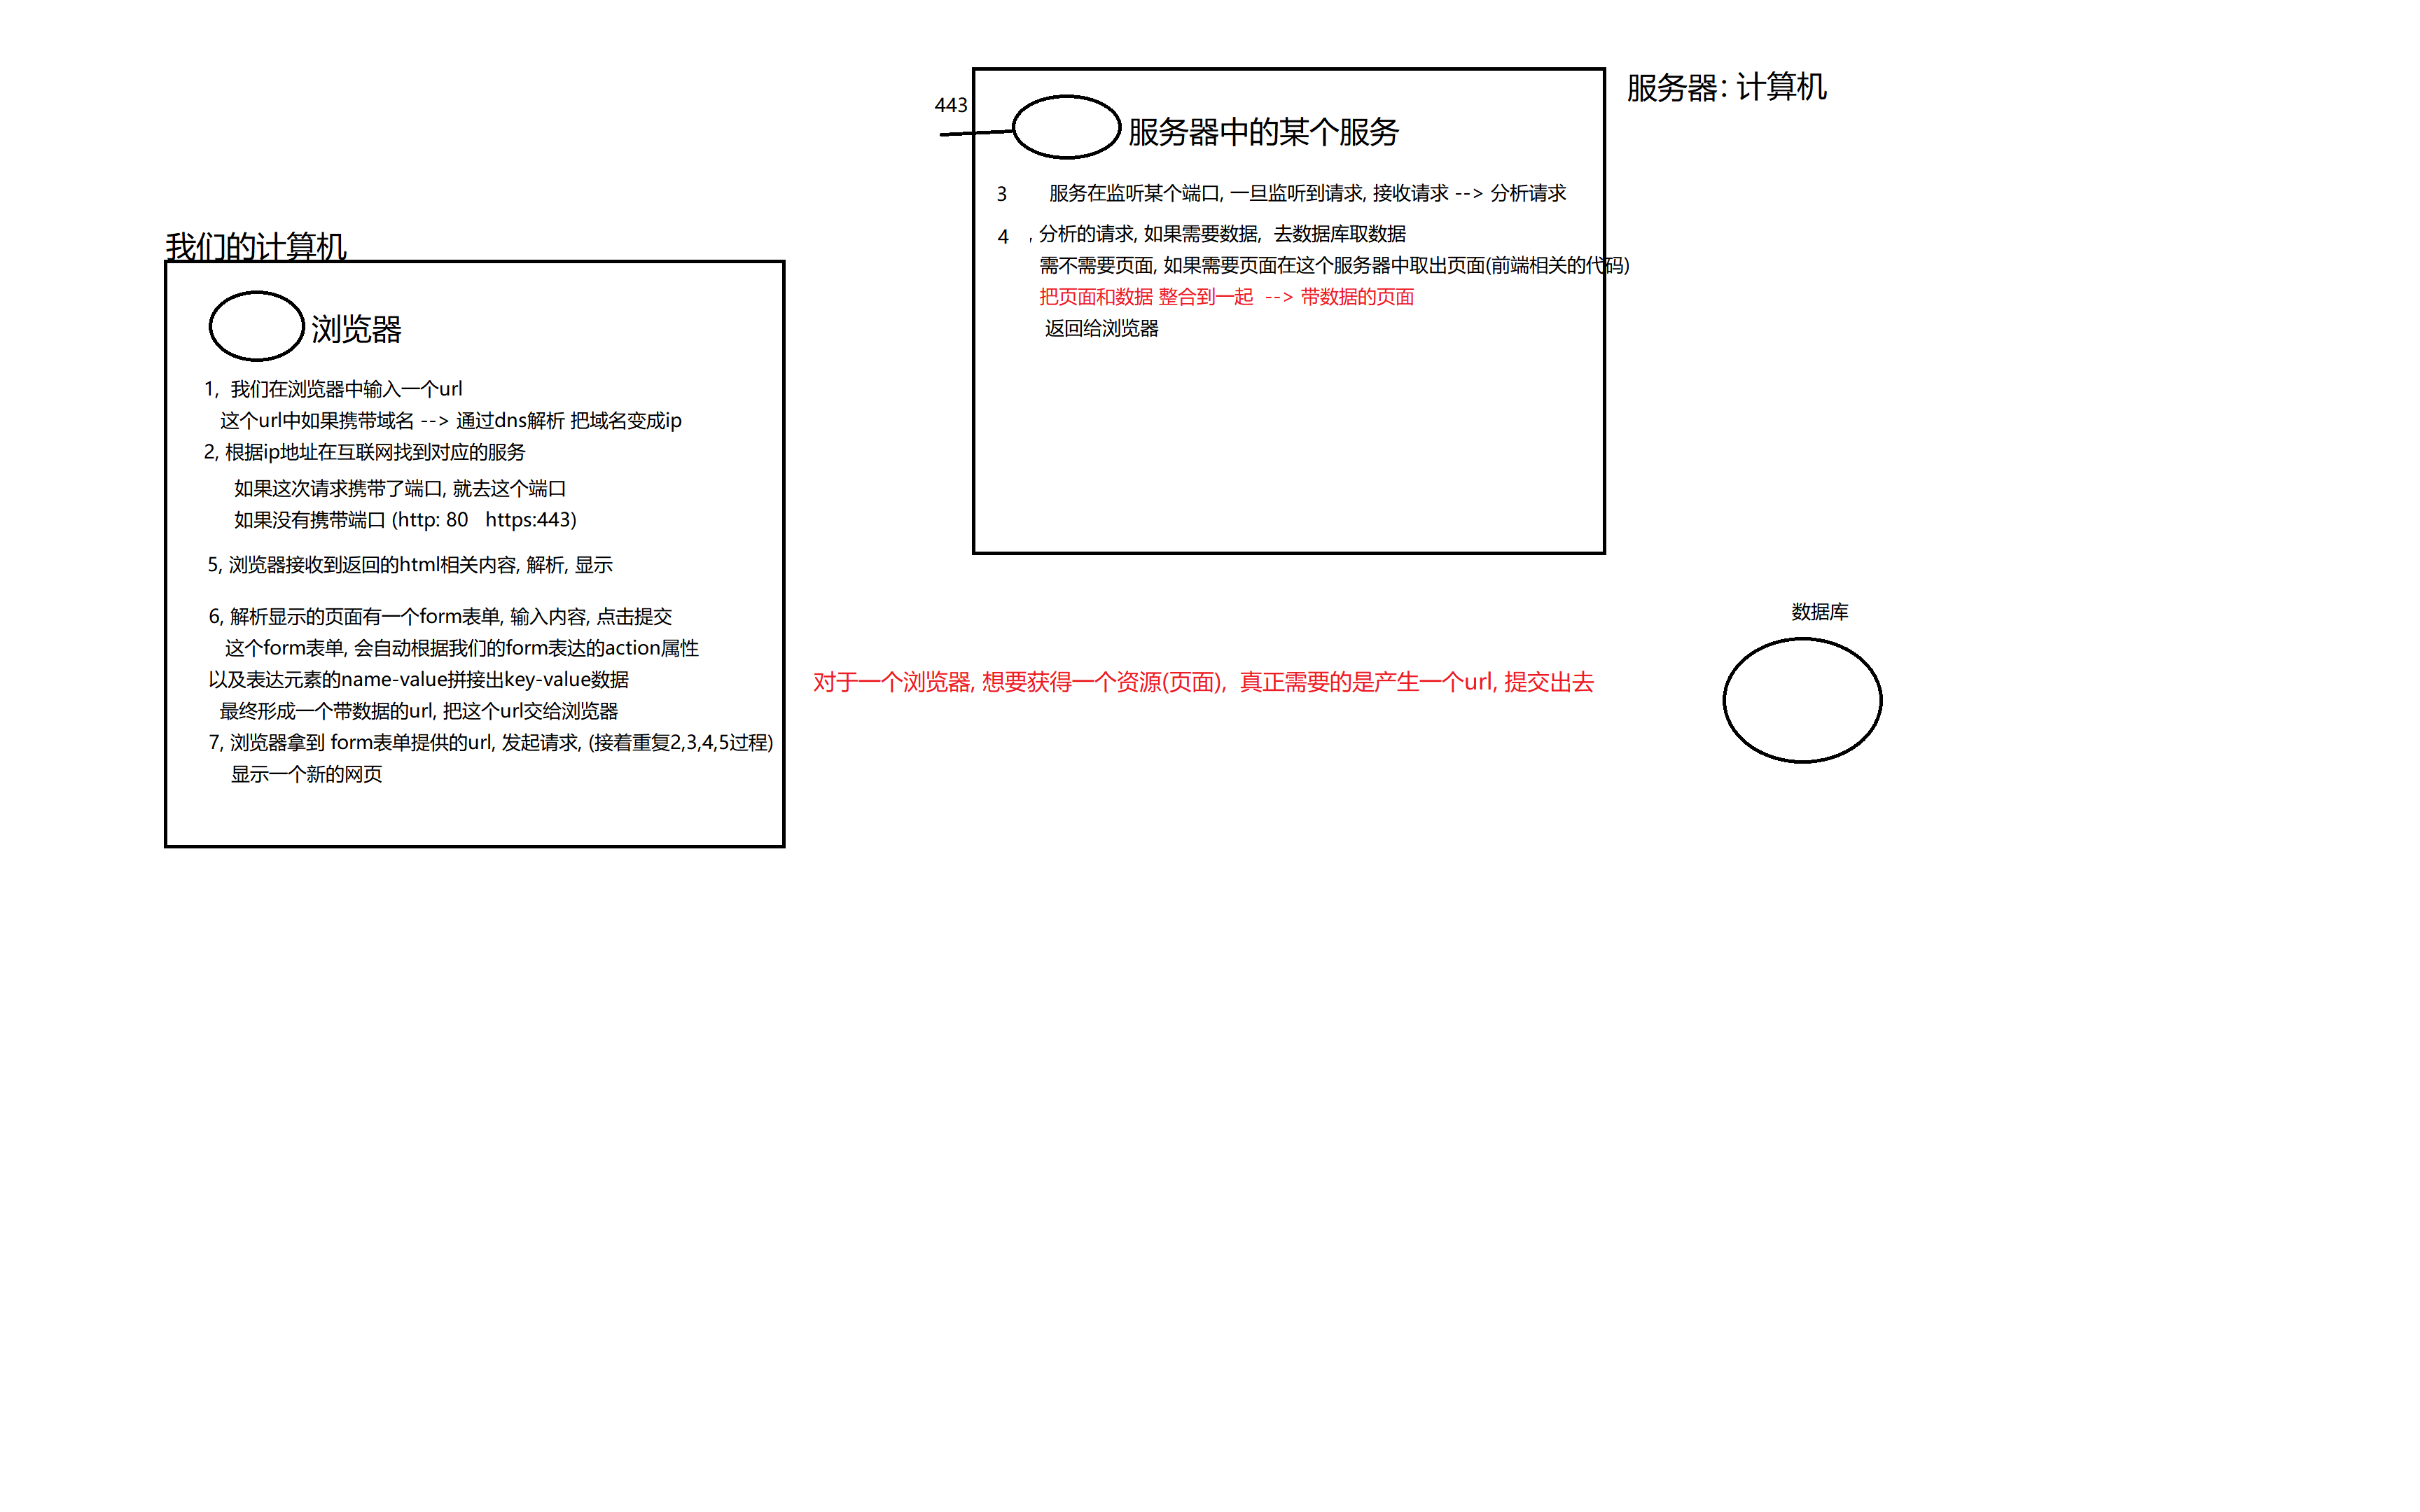 服务器: 计算机
443
服务器中的某个服务
3 服务在监听某个端口, 一旦监听到请求, 接收请求 --> 分析请求
4 , 分析的请求, 如果需要数据, 去数据库取数据
需不需要页面, 如果需要页面在这个服务器中取出页面(前端相关的代码)
把页面和数据 整合到一起 --> 带数据的页面
返回给浏览器
我们的计算机
浏览器
1, 我们在浏览器中输入一个url
这个url中如果携带域名 --> 通过dns解析 把域名变成ip
2, 根据ip地址在互联网找到对应的服务
如果这次请求携带了端口, 就去这个端口
如果没有携带端口 (http: 80 https:443)
5, 浏览器接收到返回的html相关内容, 解析, 显示
6, 解析显示的页面有一个form表单, 输入内容, 点击提交
这个form表单, 会自动根据我们的form表达的action属性
以及表达元素的name-value拼接出key-value数据
最终形成一个带数据的url, 把这个url交给浏览器
7, 浏览器拿到 form表单提供的url, 发起请求, (接着重复2,3,4,5过程)
显示一个新的网页
对于一个浏览器, 想要获得一个资源(页面), 真正需要的是产生一个url, 提交出去
数据库